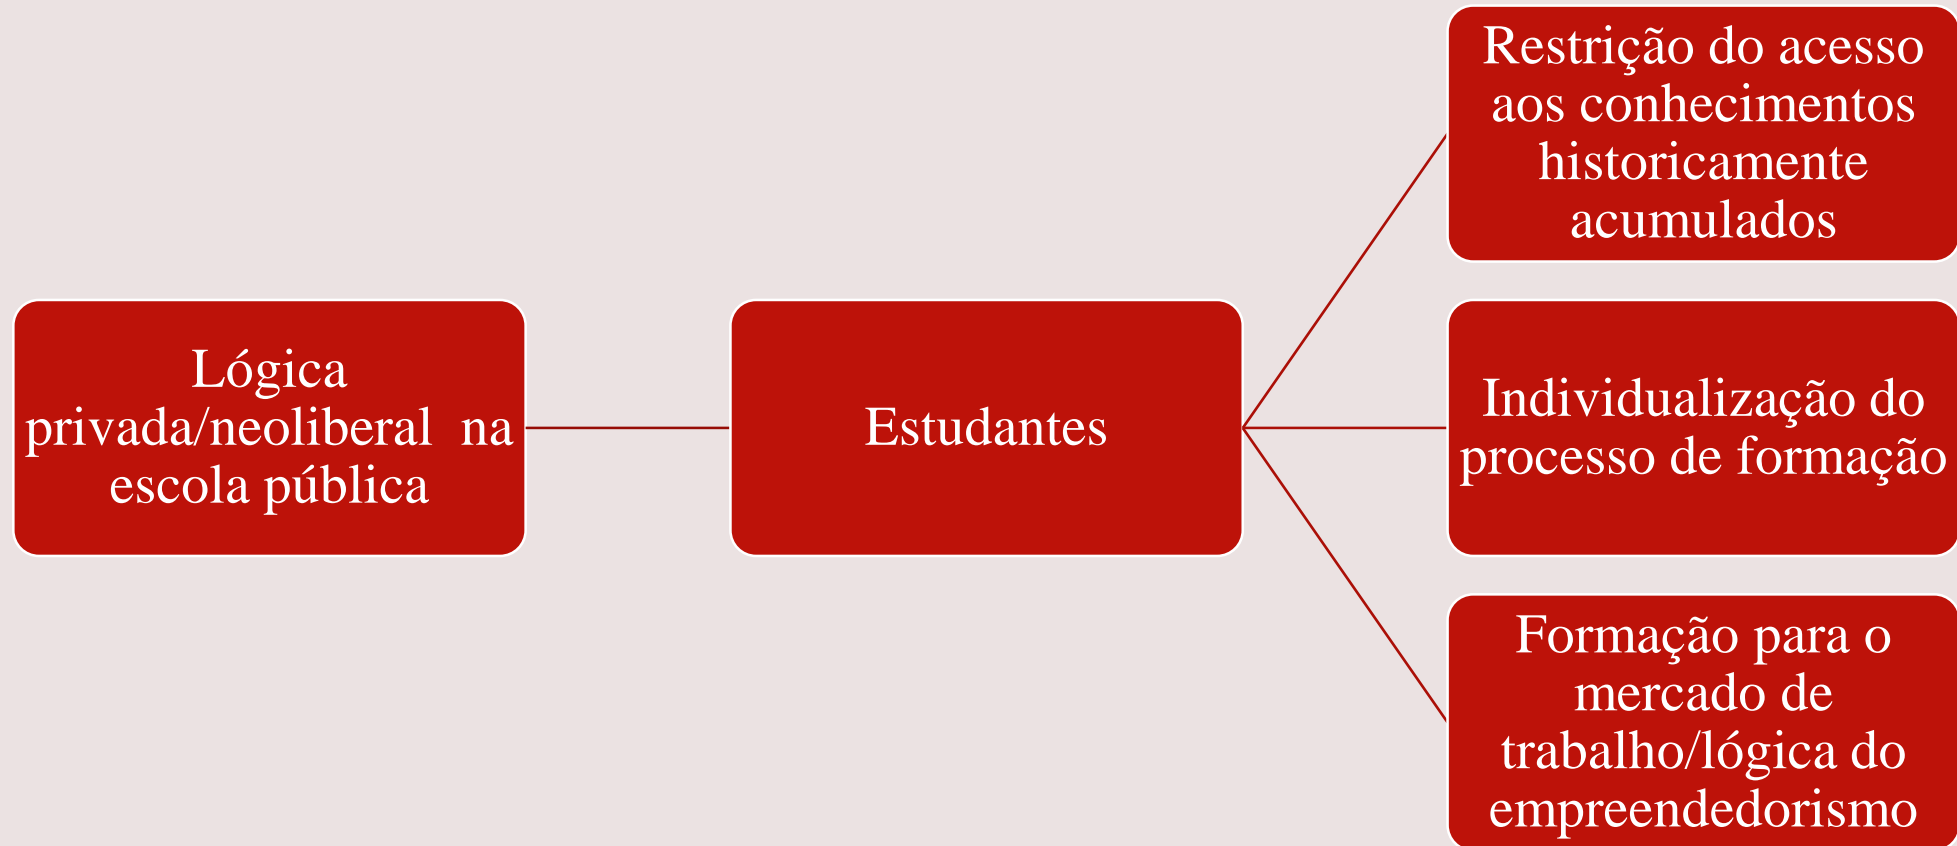 Lógica
privada/neoliberal  na
escola pública
Estudantes
Restrição do acesso
aos conhecimentos
historicamente
acumulados
Individualização do
processo de formação
Formação para o
mercado de
trabalho/lógica do
empreendedorismo